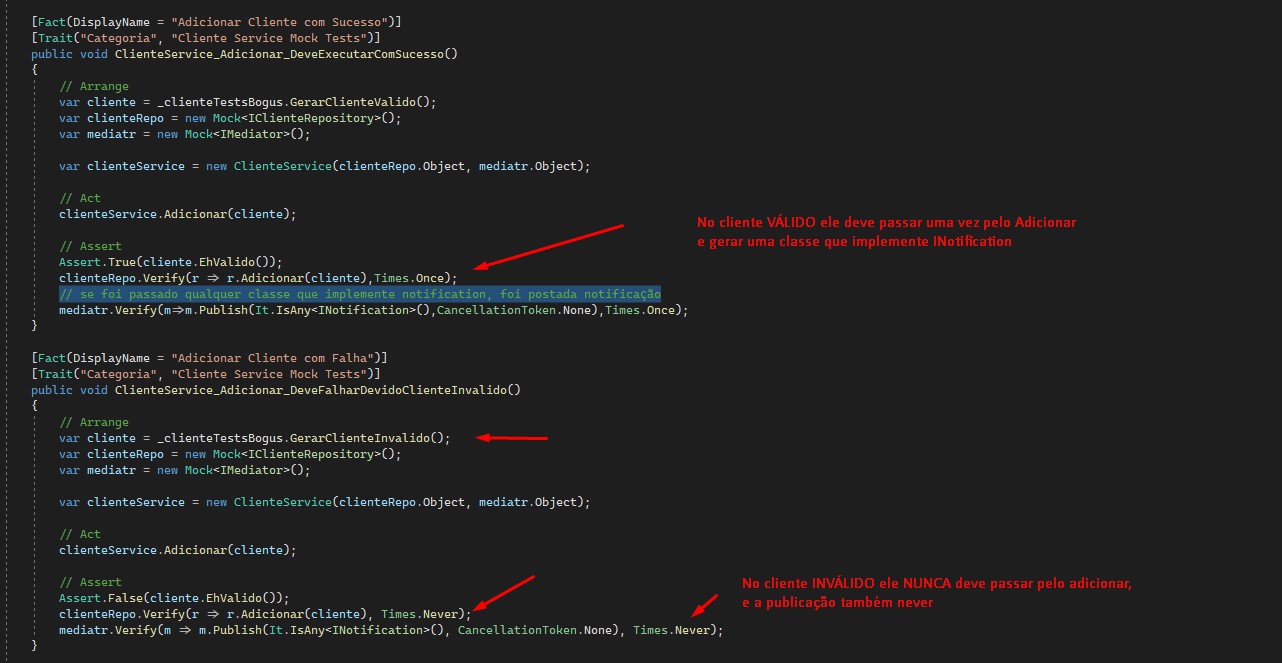 [Fact(DisplayName = "Adicionar Cliente com Sucesso")]
[Trait("Categoria", "Cliente Service Mock Tests")]
public void ClienteService_Adicionar_DeveExecutarComSucesso()
{
// Arrange
var cliente = _clienteTestsBogus.GerarClienteValido();
var clienteRepo = new Mock<IClienteRepository>();
var mediatr = new Mock<IMediator>();
var clienteService = new ClienteService(clienteRepo.Object, mediatr.Object);
// Act
clienteService.Adicionar(cliente);
No cliente VÁLIDO ele deve passar uma vez pelo Adicionar
e gerar uma classe que implemente INotification
// Assert
Assert.True(cliente.EhValido());
clienteRepo.Verify(r => r.Adicionar(cliente),Times.Once);
// se foi passado qualquer classe que implemente notification, foi postada notificação
mediatr.Verify(m=>m.Publish(It.IsAny<INotification>(),CancellationToken.None),Times.Once);
}
[Fact(DisplayName = "Adicionar Cliente com Falha")]
[Trait("Categoria", "Cliente Service Mock Tests")]
public void ClienteService_Adicionar_DeveFalharDevidoClienteInvalido()
{
// Arrange
var cliente = _clienteTestsBogus.GerarClienteInvalido();
var clienteRepo = new Mock<IClienteRepository>();
var mediatr = new Mock<IMediator>();
var clienteService = new ClienteService(clienteRepo.Object, mediatr.Object);
// Act
clienteService.Adicionar(cliente);
// Assert
No cliente INVÁLIDO ele NUNCA deve passar pelo adicionar,
e a publicação também never
Assert.False(cliente.EhValido());
clienteRepo.Verify(r => r.Adicionar(cliente), Times.Never);
mediatr.Verify(m => m.Publish(It.IsAny<INotification>(), CancellationToken.None), Times.Never);
}